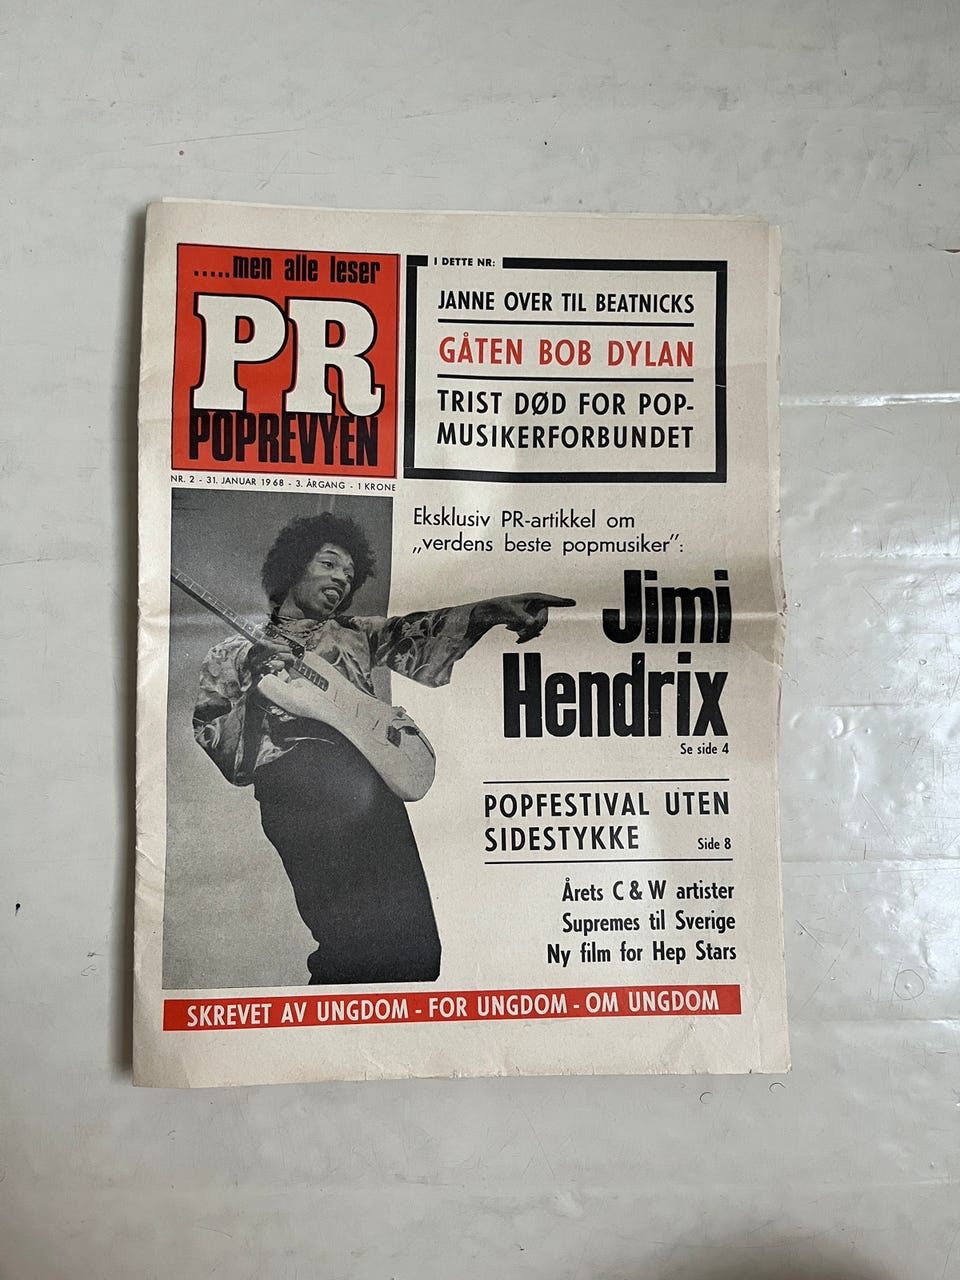 .....men alle leser
PR
POPREVYEN
NR. 2 - 31. JANUAR 1968 - 3. ÅRGANG - 1 KRONE
I DETTE NR:
JANNE OVER TIL BEATNICKS
GÅTEN BOB DYLAN
TRIST DØD FOR POP-
MUSIKERFORBUNDET
Eksklusiv PR-artikkel om
„verdens beste popmusiker”:
Jimi
Hendrix
Se side 4
POPFESTIVAL UTEN
SIDESTYKKE Side 8
Årets C & W artister
Supremes til Sverige
Ny film for Hep Stars
SKREVET AV UNGDOM - FOR UNGDOM - OM UNGDOM